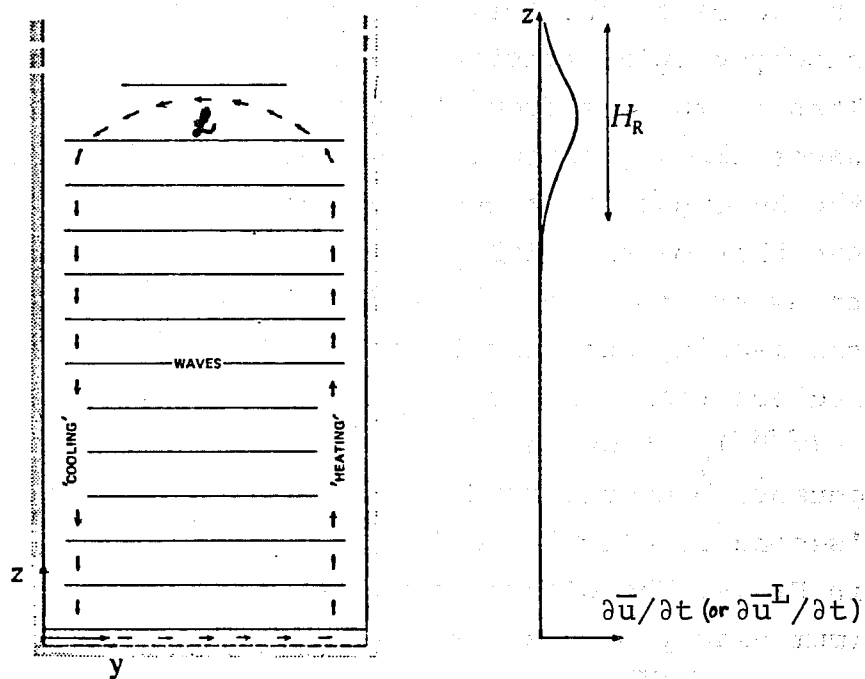 ℒ
WAVES
'COOLING'
'HEATING'
z
y
z
H_R
∂u̅/∂t (or ∂u̅ᴸ/∂t)